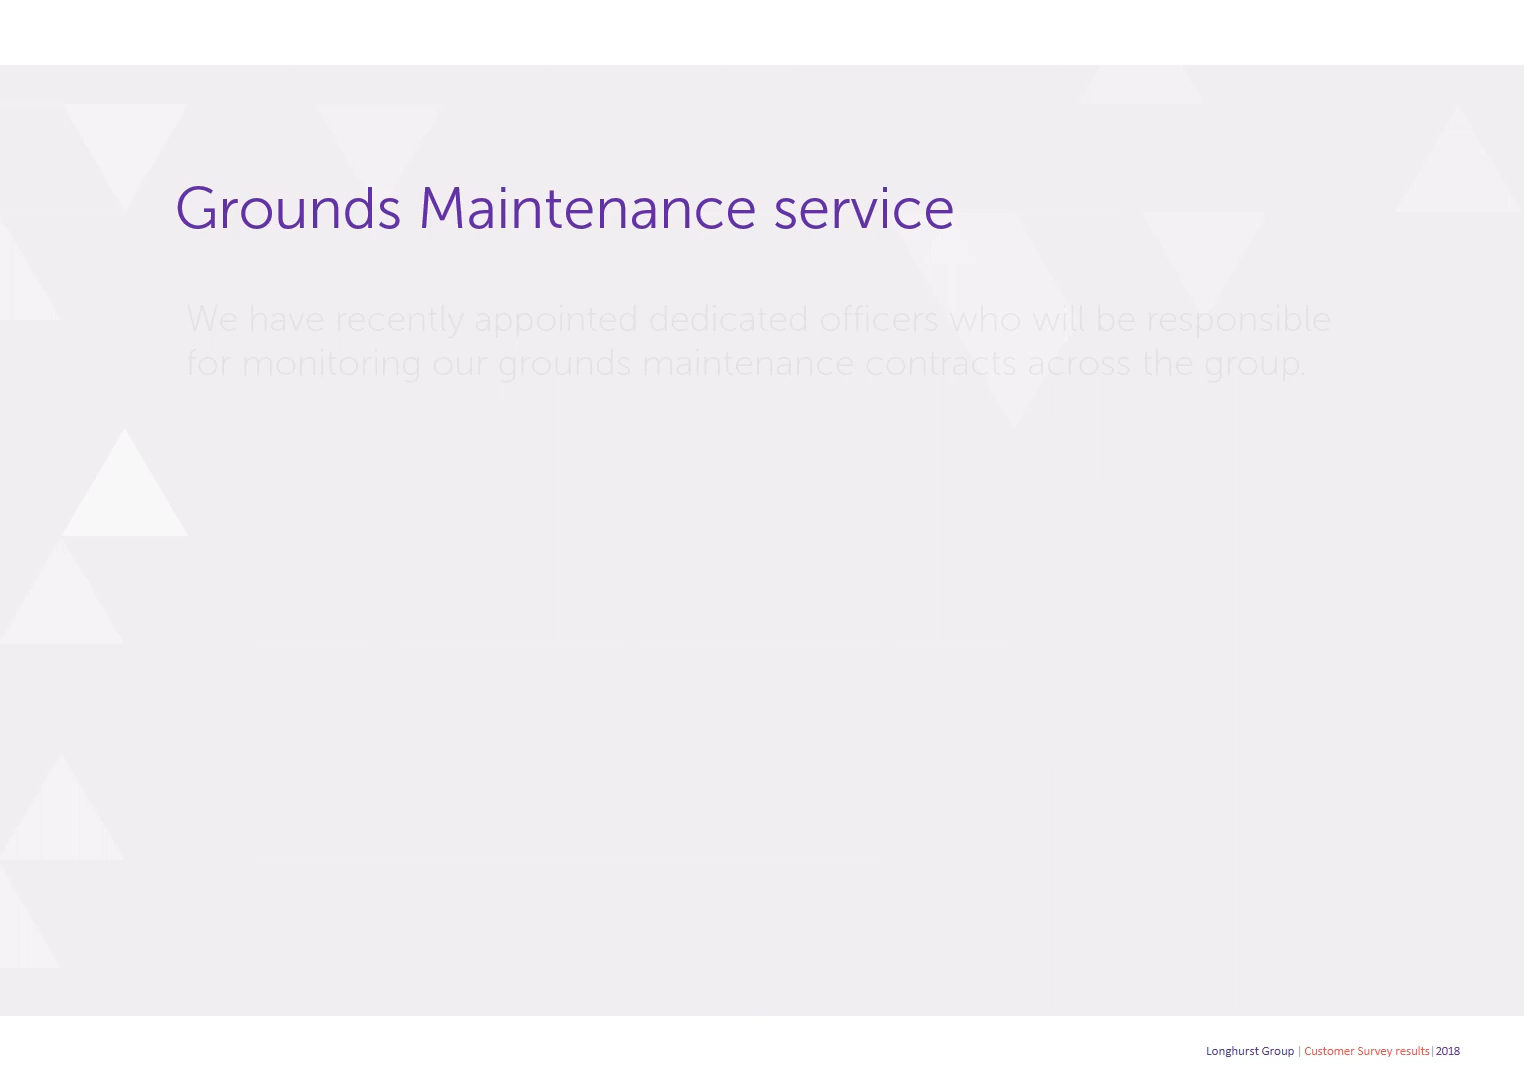 Grounds Maintenance service
We have recently appointed dedicated officers who will be responsible
for monitoring our grounds maintenance contracts across the group.
Longhurst Group | Customer Survey results | 2018